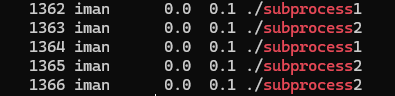 1362 iman 0.0 0.1 ./subprocess1
1363 iman 0.0 0.1 ./subprocess2
1364 iman 0.0 0.1 ./subprocess1
1365 iman 0.0 0.1 ./subprocess2
1366 iman 0.0 0.1 ./subprocess2